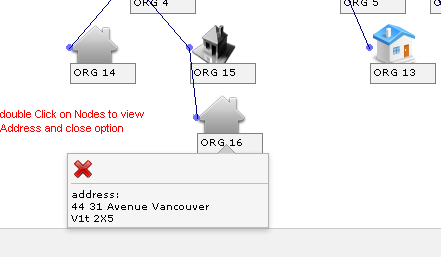 ORG 4
ORG 5
ORG 14
ORG 15
ORG 13
double Click on Nodes to view
Address and close option
ORG 16
address:
44 31 Avenue Vancouver
V1t 2X5